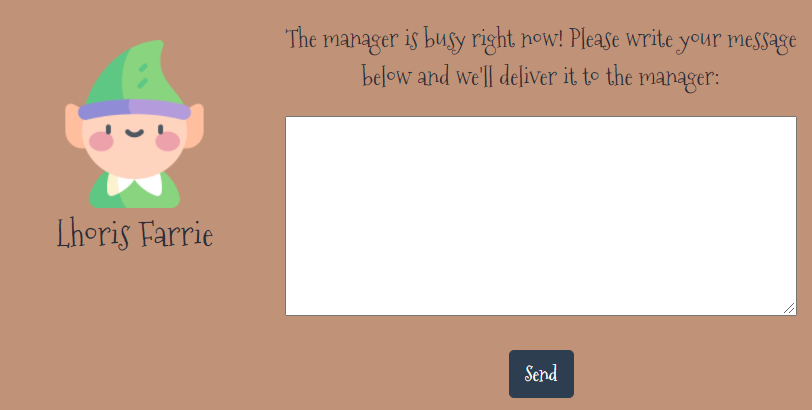 The manager is busy right now! Please write your message
below and we'll deliver it to the manager:
Lhoris Farrie
Send